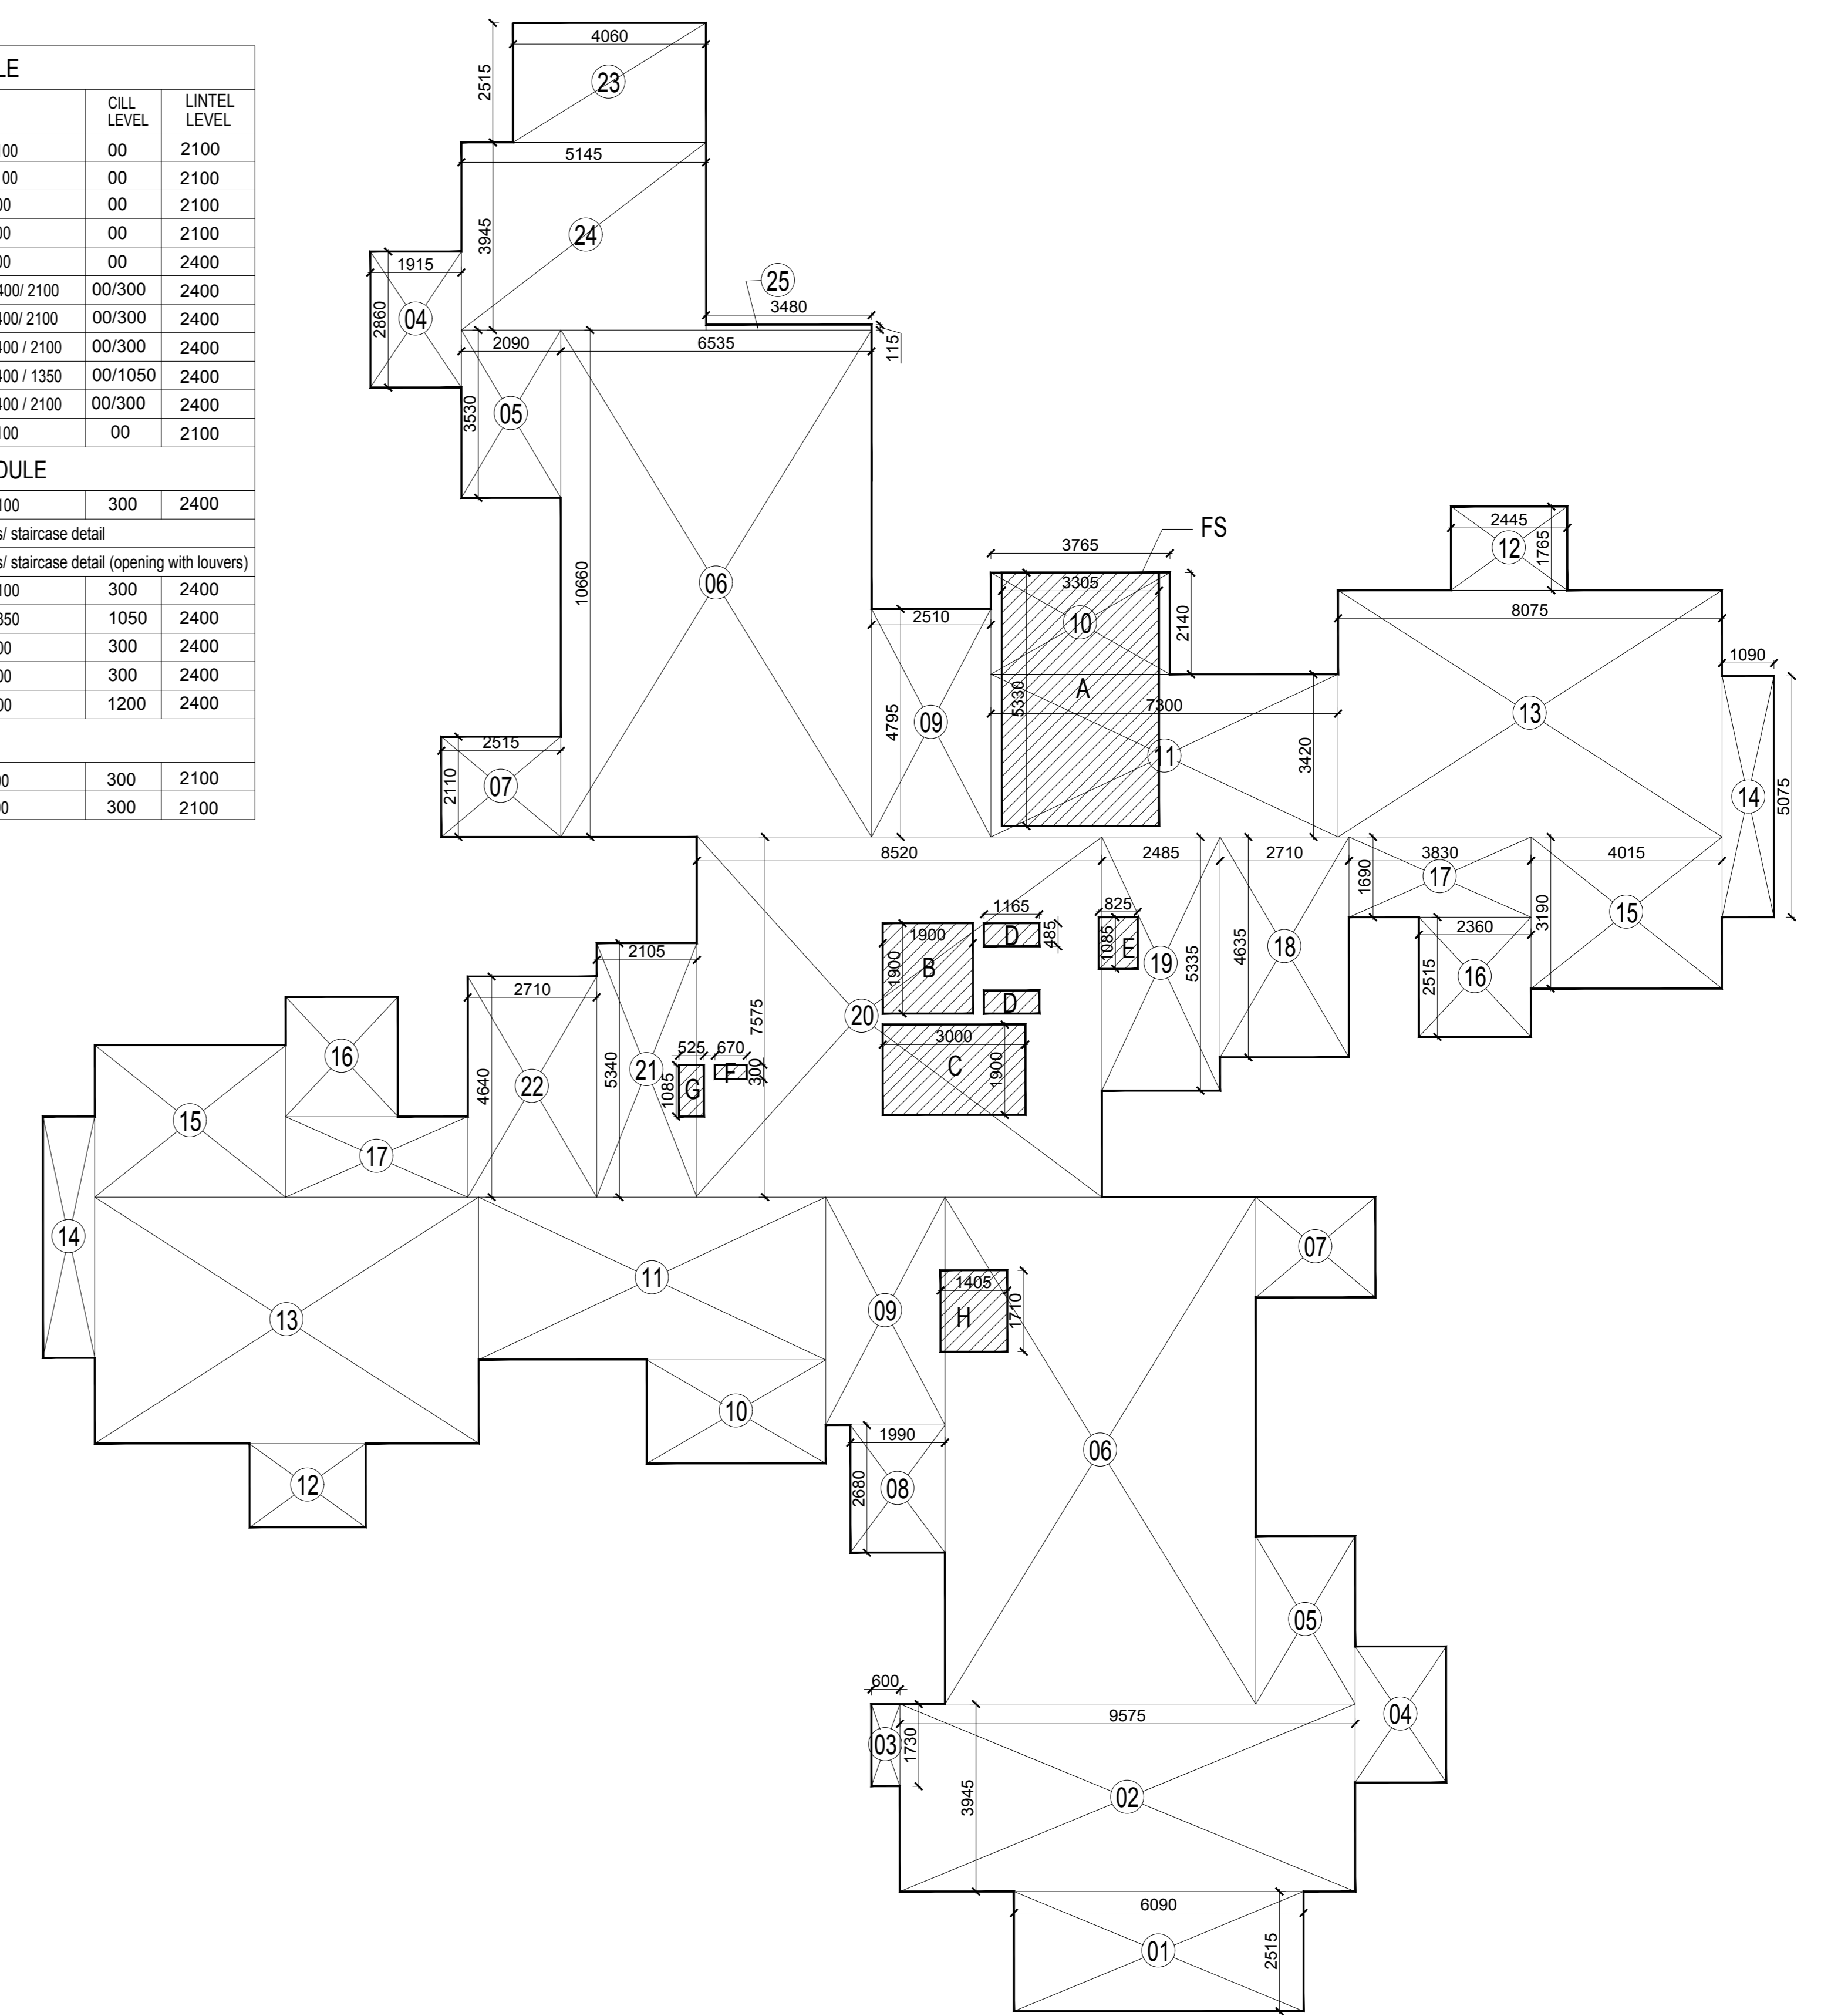 LE
CILL LINTEL
LEVEL LEVEL
100 00 2100
100 00 2100
00 00 2100
00 00 2100
00 00 2400
400/ 2100 00/300 2400
400/ 2100 00/300 2400
400 / 2100 00/300 2400
400 / 1350 00/1050 2400
400 / 2100 00/300 2400
100 00 2100
DULE
100 300 2400
s/ staircase detail
s/ staircase detail (opening with louvers)
100 300 2400
350 1050 2400
00 300 2400
00 300 2400
00 1200 2400
00 300 2100
00 300 2100
4060
2515
23
5145
3945
24
25
3480
115
1915
2860
04
2090
6535
3530
05
10660
06
FS
3765
3305
2140
10
2510
4795
09
5330
A
7300
11
3420
2445
1765
12
8075
13
1090
14
5075
2515
2110
07
8520
2485
2710
3830
4015
1690
17
3190
15
2360
2515
16
4635
18
5335
19
1165
485
D
825
1085
E
1900
1900
B
D
3000
1900
C
20
7575
2105
2710
5340
21
4640
22
525
670
300
1085
G
F
16
15
17
14
13
11
12
10
09
1405
1710
H
07
06
1990
2680
08
05
04
600
03
1730
9575
3945
02
6090
2515
01